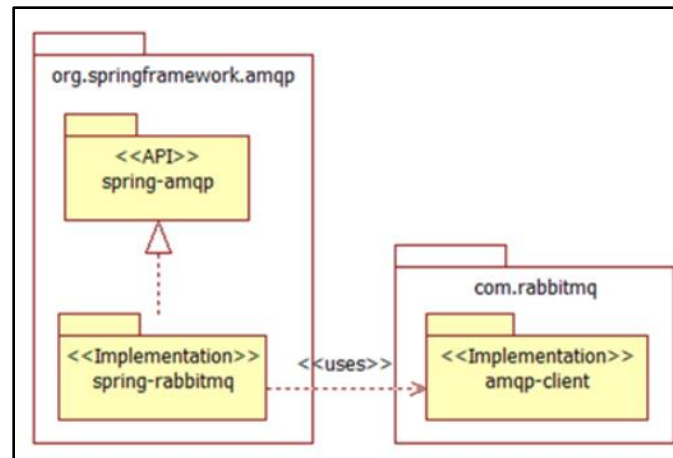 org.springframework.amqp
<<API>>
spring-amqp
<<Implementation>>
spring-rabbitmq
<<uses>>
com.rabbitmq
<<Implementation>>
amqp-client